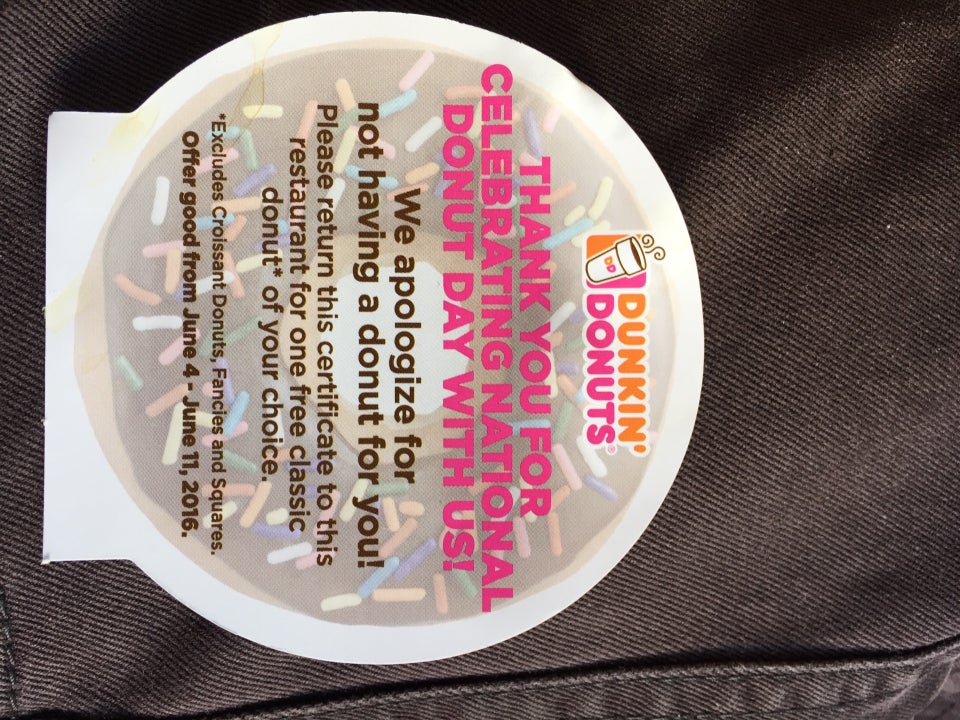 DUNKIN'
DONUTS®
DD
THANK YOU FOR
CELEBRATING NATIONAL
DONUT DAY WITH US!
We apologize for
not having a donut for you!
Please return this certificate to this
restaurant for one free classic
donut* of your choice.
*Excludes Croissant Donuts, Fancies and Squares.
Offer good from June 4 - June 11, 2016.